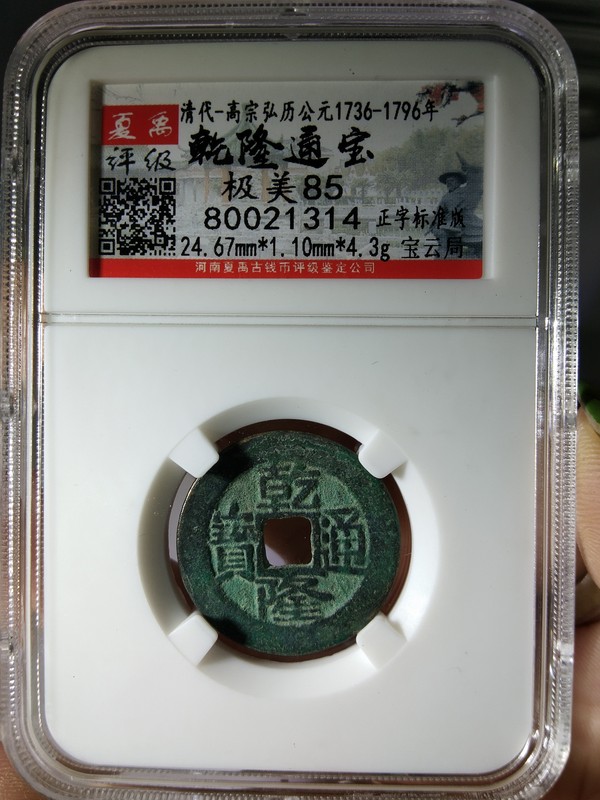 夏禹
评级
清代-高宗弘历公元1736-1796年
乾隆通宝
极美85
80021314 正字标准版
24.67mm*1.10mm*4.3g 宝云局
河南夏禹古钱币评级鉴定公司
乾隆通寳